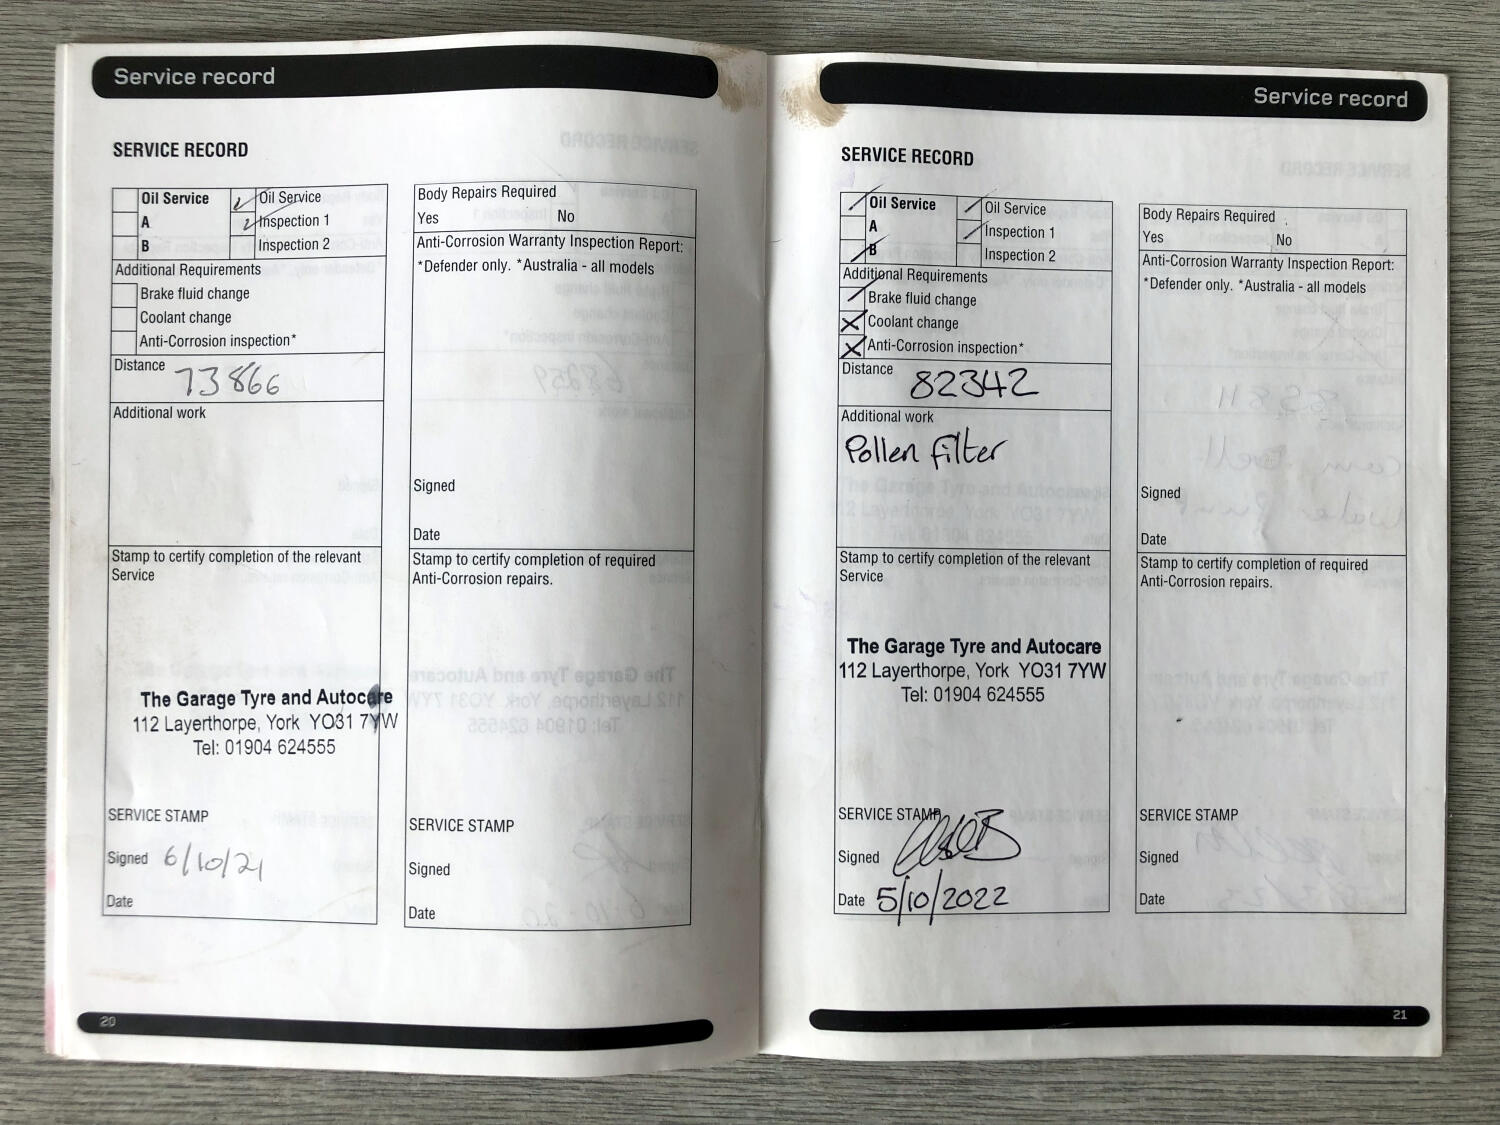 Service record
SERVICE RECORD
Oil Service
Oil Service
A
Inspection 1
B
Inspection 2
Additional Requirements
Brake fluid change
Coolant change
Anti-Corrosion inspection*
Distance
73866
Additional work
Stamp to certify completion of the relevant
Service
The Garage Tyre and Autocare
112 Layerthorpe, York YO31 7YW
Tel: 01904 624555
SERVICE STAMP
Signed 6/10/21
Date
Body Repairs Required
Yes No
Anti-Corrosion Warranty Inspection Report:
*Defender only. *Australia - all models
Signed
Date
Stamp to certify completion of required
Anti-Corrosion repairs.
SERVICE STAMP
Signed
Date
20
Service record
SERVICE RECORD
Oil Service
Oil Service
A
Inspection 1
B
Inspection 2
Additional Requirements
Brake fluid change
Coolant change
Anti-Corrosion inspection*
Distance
82342
Additional work
Pollen filter
Stamp to certify completion of the relevant
Service
The Garage Tyre and Autocare
112 Layerthorpe, York YO31 7YW
Tel: 01904 624555
SERVICE STAMP
Signed
Date 5/10/2022
Body Repairs Required
Yes No
Anti-Corrosion Warranty Inspection Report:
*Defender only. *Australia - all models
Signed
Date
Stamp to certify completion of required
Anti-Corrosion repairs.
SERVICE STAMP
Signed
Date
21